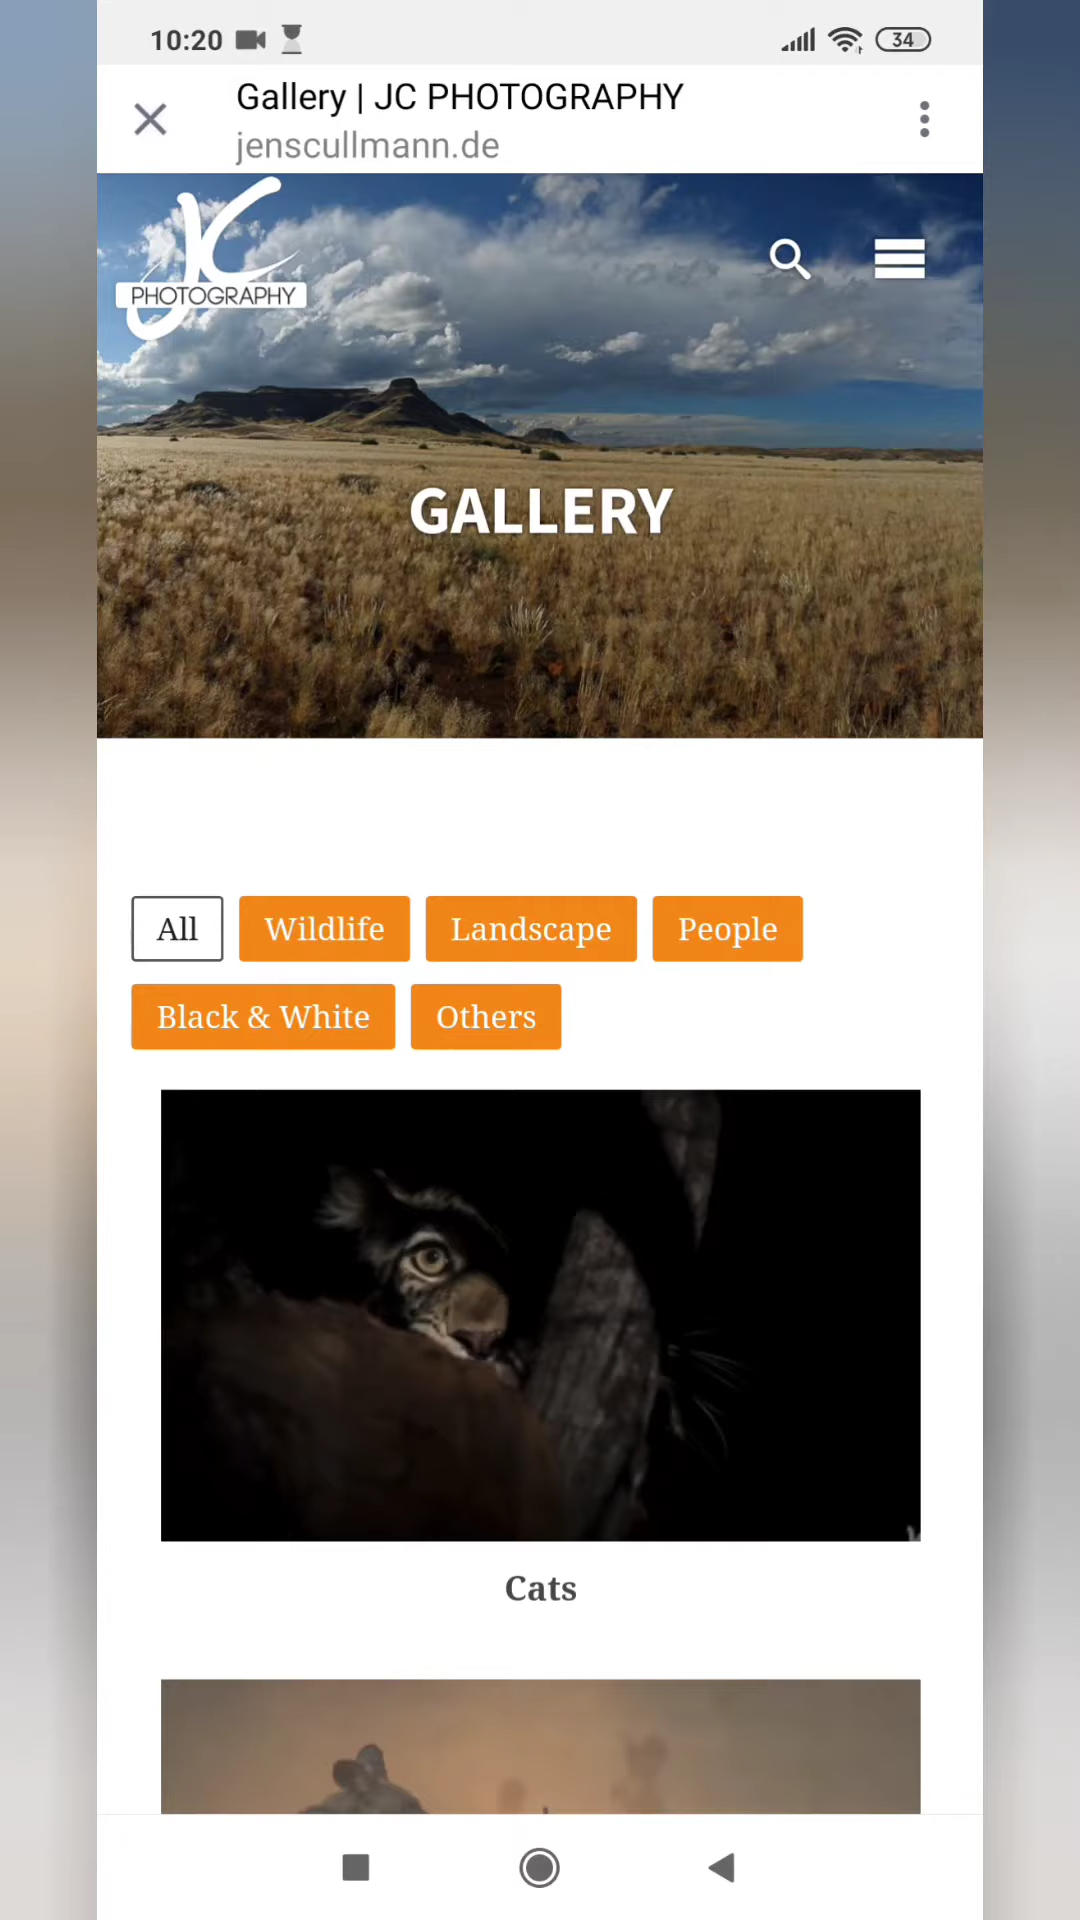 10:20
34
Gallery | JC PHOTOGRAPHY
jenscullmann.de
JC
PHOTOGRAPHY
GALLERY
All Wildlife Landscape People
Black & White Others
Cats